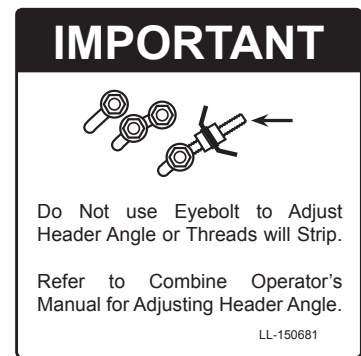 IMPORTANT
Do Not use Eyebolt to Adjust
Header Angle or Threads will Strip.
Refer to Combine Operator's
Manual for Adjusting Header Angle.
LL-150681